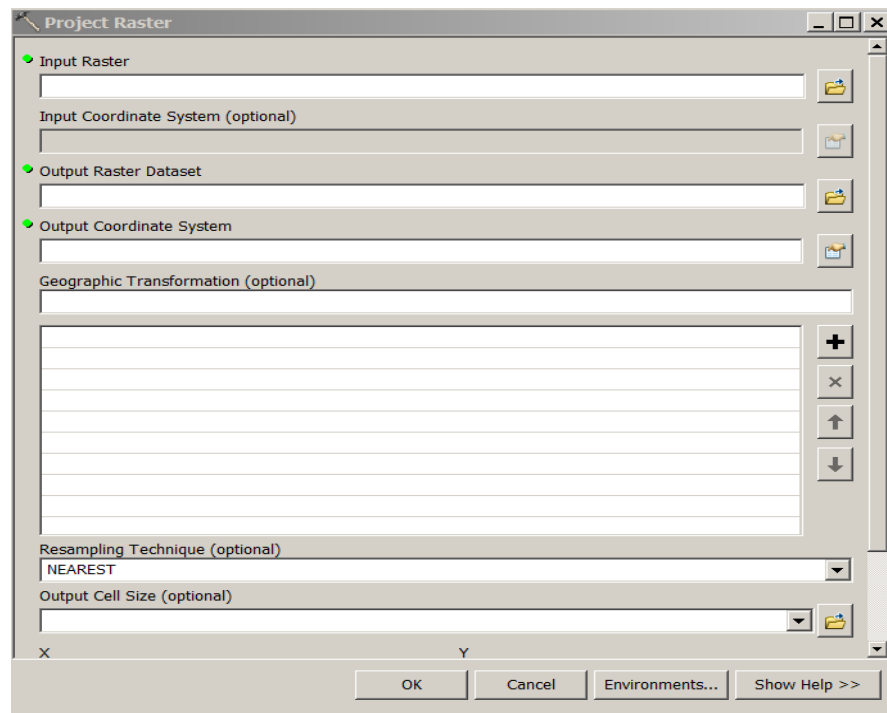 Project Raster
Input Raster
Input Coordinate System (optional)
Output Raster Dataset
Output Coordinate System
Geographic Transformation (optional)
Resampling Technique (optional)
NEAREST
Output Cell Size (optional)
X Y
OK Cancel Environments... Show Help >>